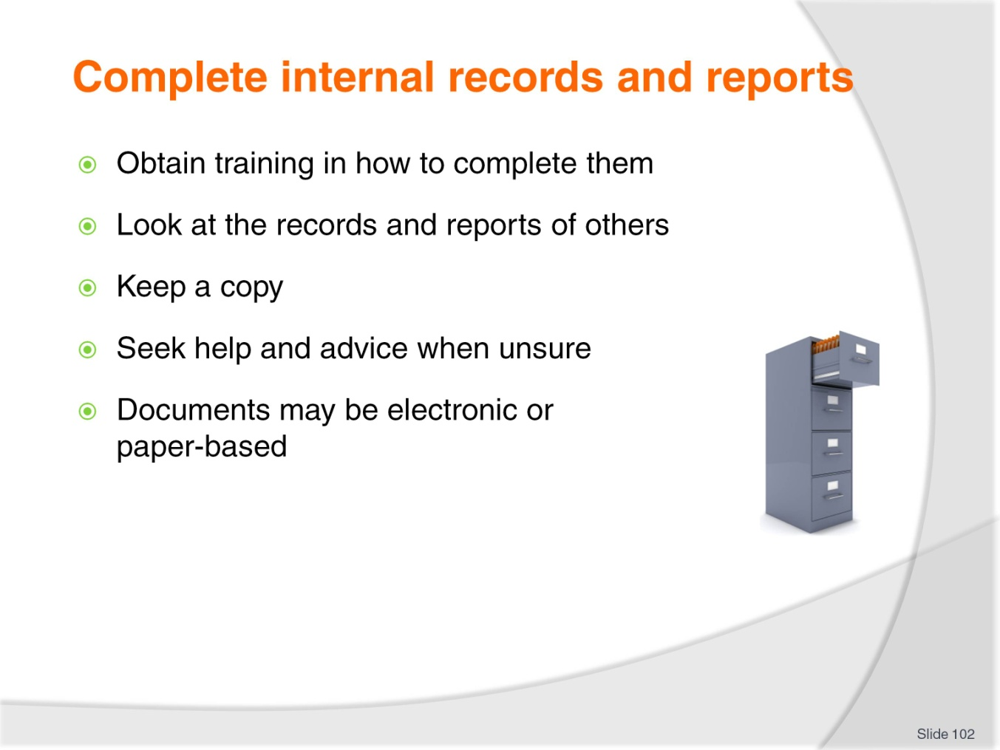 Complete internal records and reports
Obtain training in how to complete them
Look at the records and reports of others
Keep a copy
Seek help and advice when unsure
Documents may be electronic or
paper-based
Slide 102